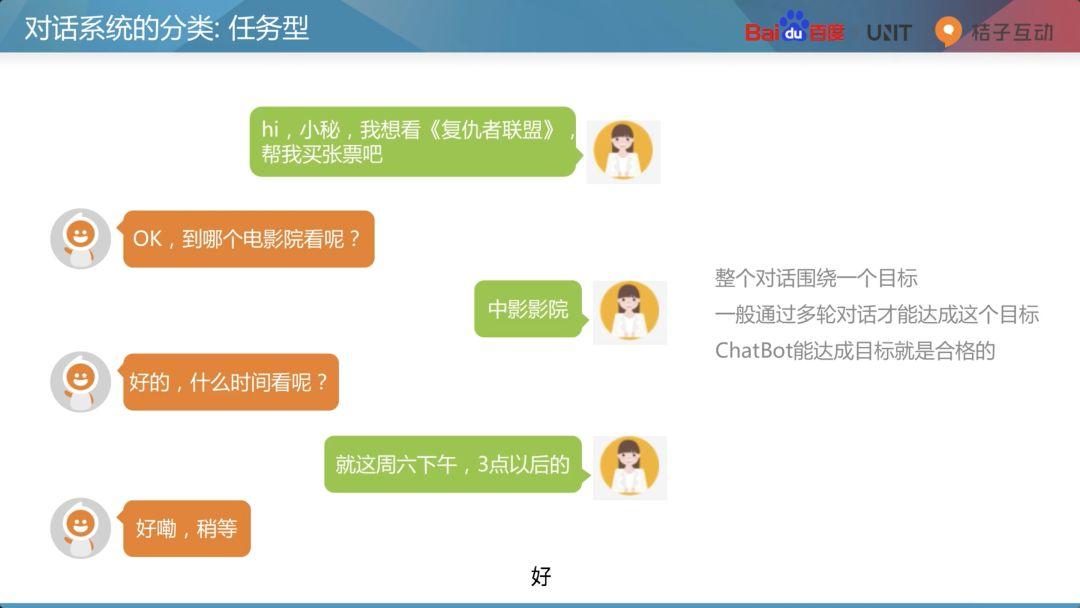 对话系统的分类: 任务型
Baidu百度 UNIT 桔子互动
hi，小秘，我想看《复仇者联盟》，
帮我买张票吧
OK，到哪个电影院看呢？
中影影院
好的，什么时间看呢？
就这周六下午，3点以后的
好嘞，稍等
整个对话围绕一个目标
一般通过多轮对话才能达成这个目标
ChatBot能达成目标就是合格的
好